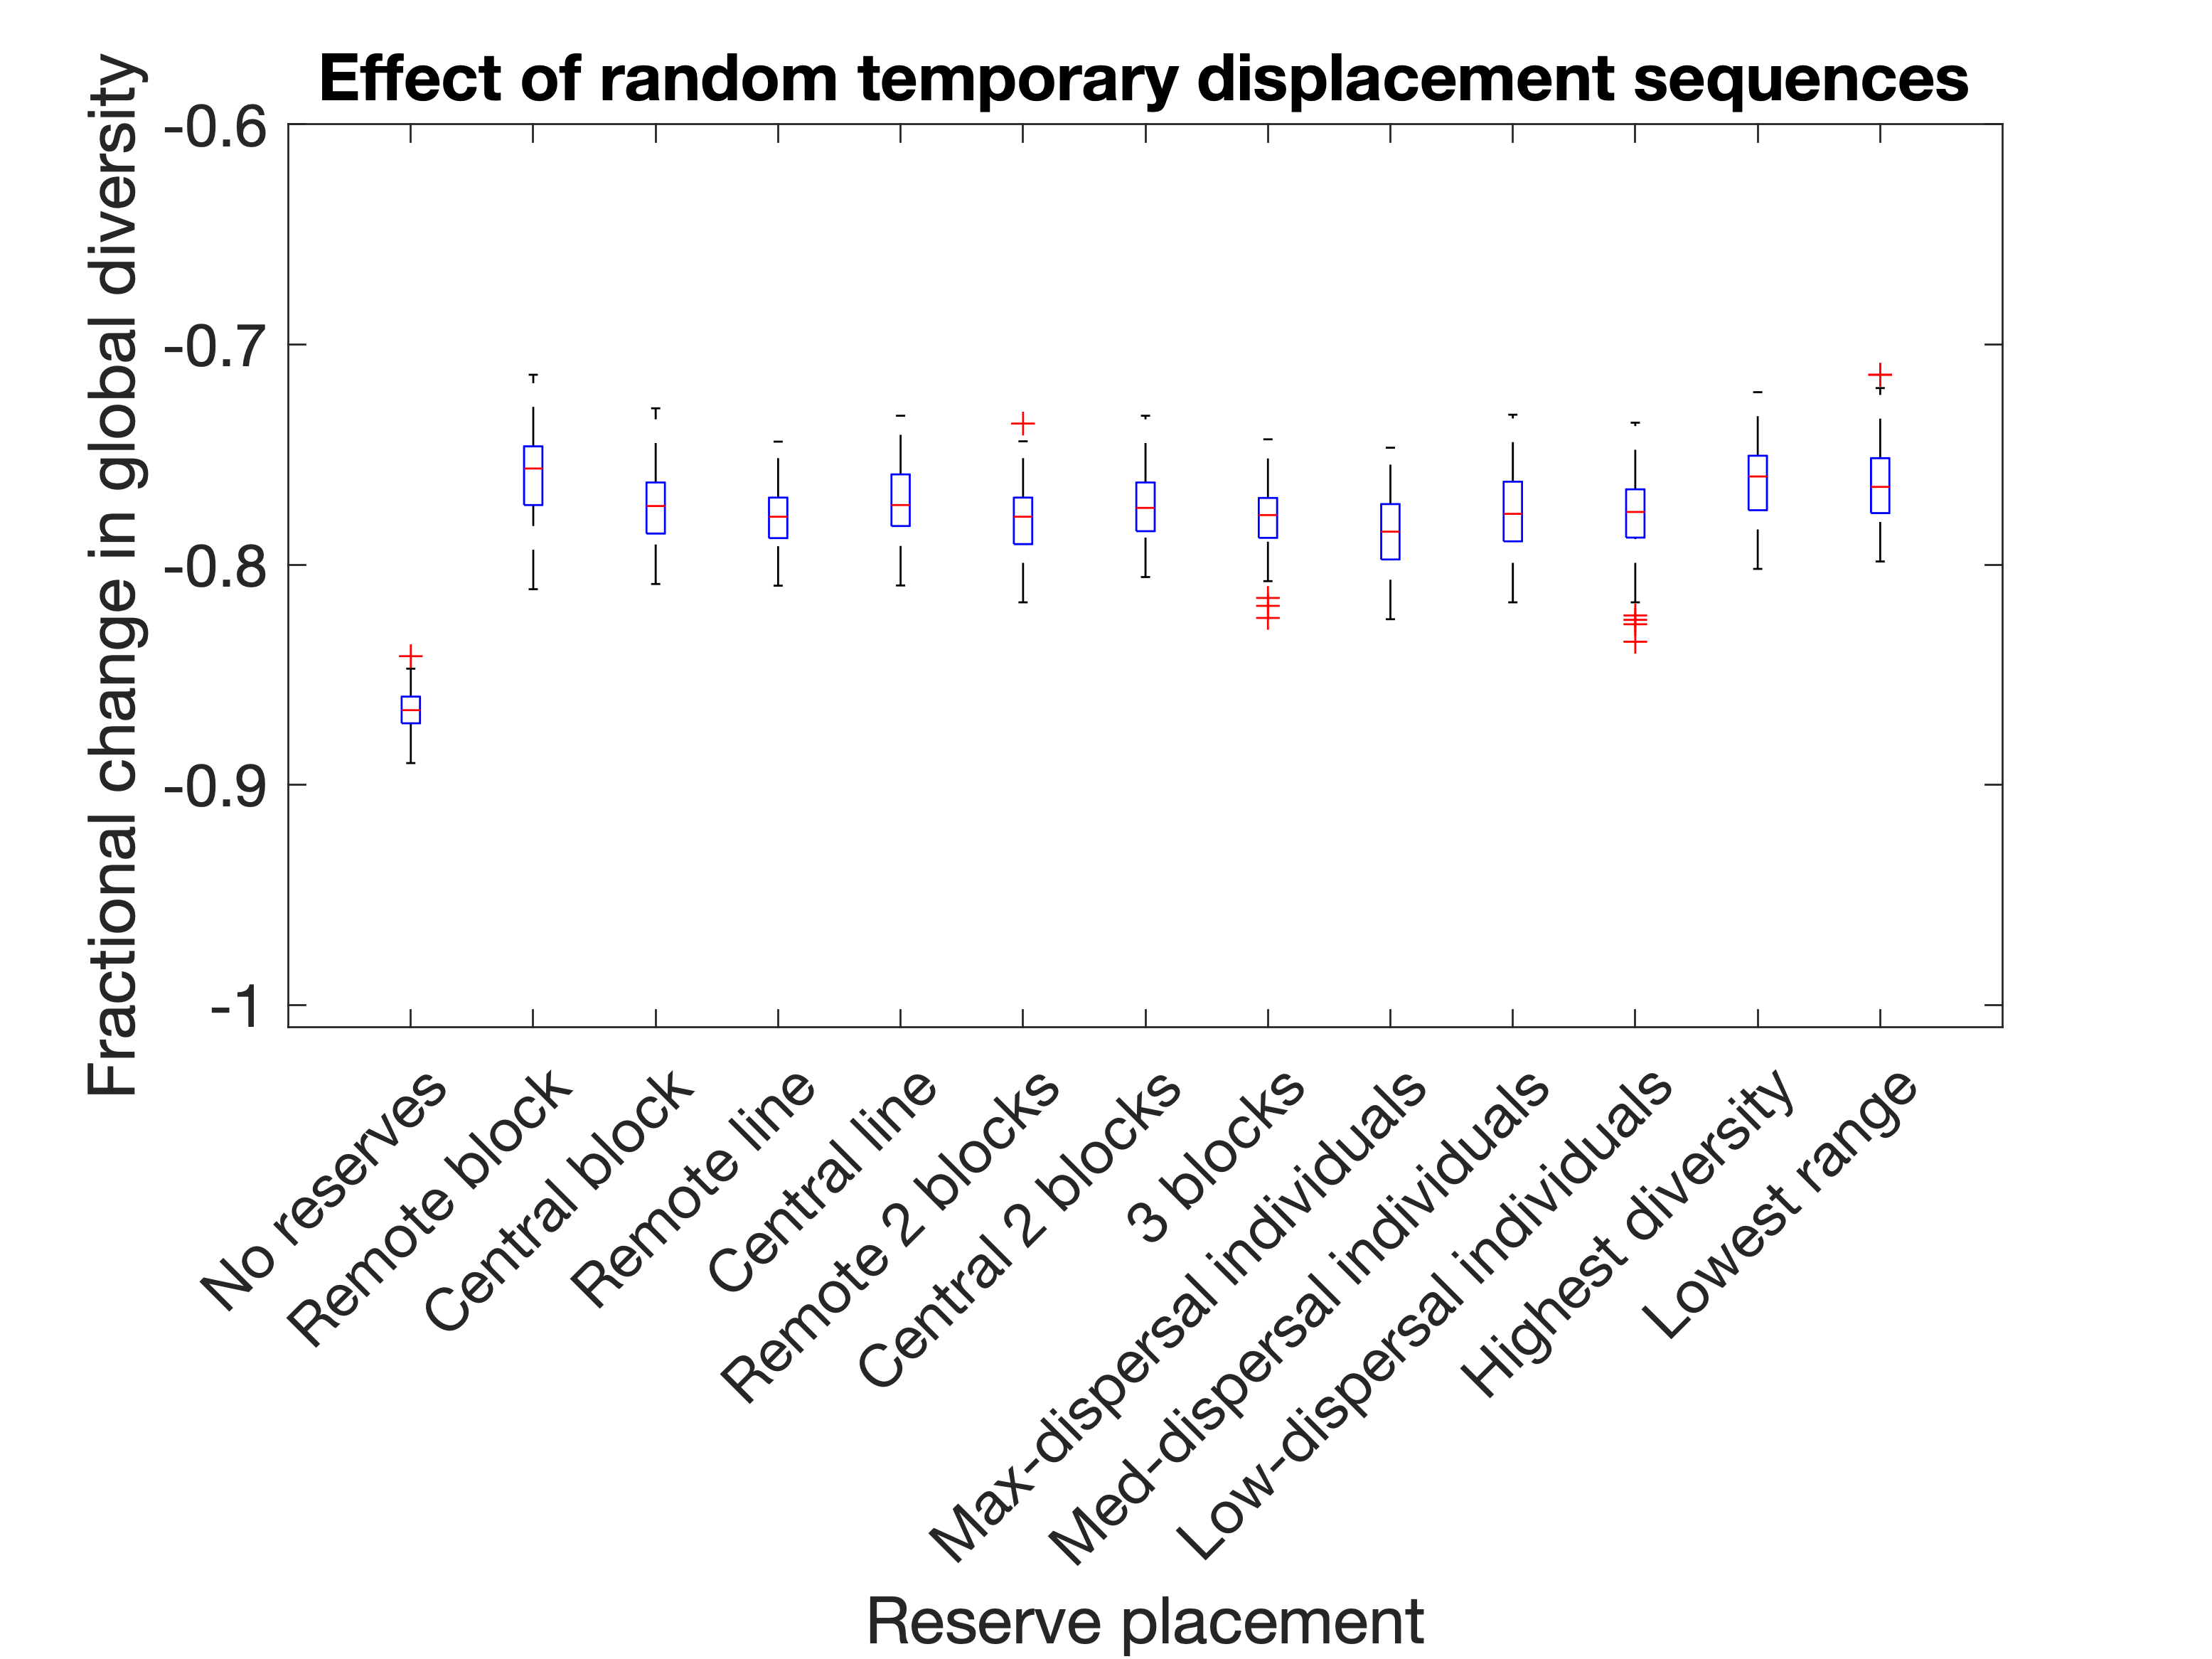 Effect of random temporary displacement sequences
Fractional change in global diversity
-0.6
-0.7
-0.8
-0.9
-1
No reserves
Remote block
Central block
Remote line
Central line
Remote 2 blocks
Central 2 blocks
3 blocks
Max-dispersal individuals
Med-dispersal individuals
Low-dispersal individuals
Highest diversity
Lowest range
Reserve placement